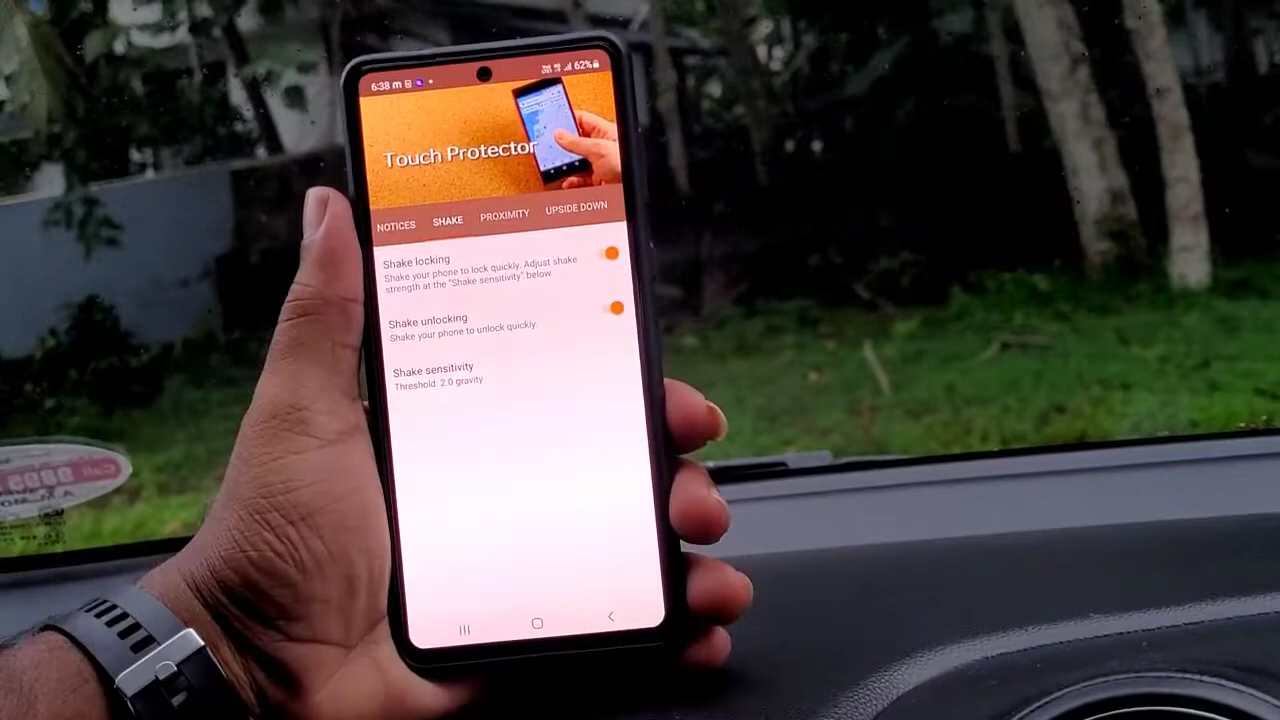 6:38 m
62%
Touch Protector
NOTICES SHAKE PROXIMITY UPSIDE DOWN
Shake locking
Shake your phone to lock quickly. Adjust shake
strength at the "Shake sensitivity" below
Shake unlocking
Shake your phone to unlock quickly.
Shake sensitivity
Threshold: 2.0 gravity
Call